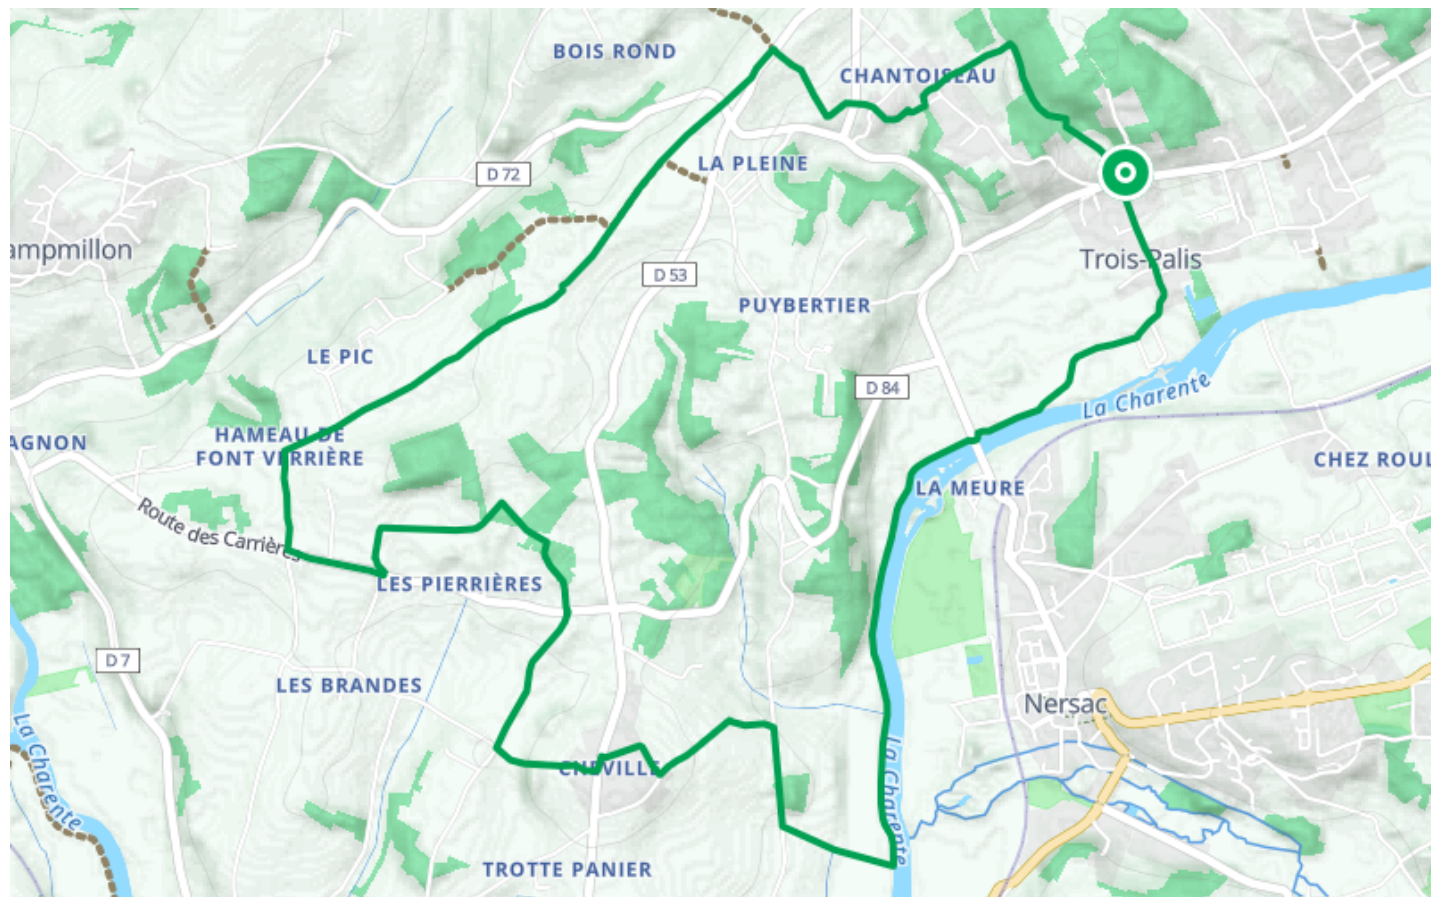 BOIS ROND
CHANTOISEAU
LA PLEINE
D 72
ampmillon
Trois-Palis
D 53
PUYBERTIER
LE PIC
D 84
La Charente
AGNON
HAMEAU DE
FONT VERRIÈRE
CHEZ ROUL
LA MEURE
Route des Carrières
LES PIERRIÈRES
D 7
LES BRANDES
Nersac
La Charente
La Charente
CHEVILLE
TROTTE PANIER